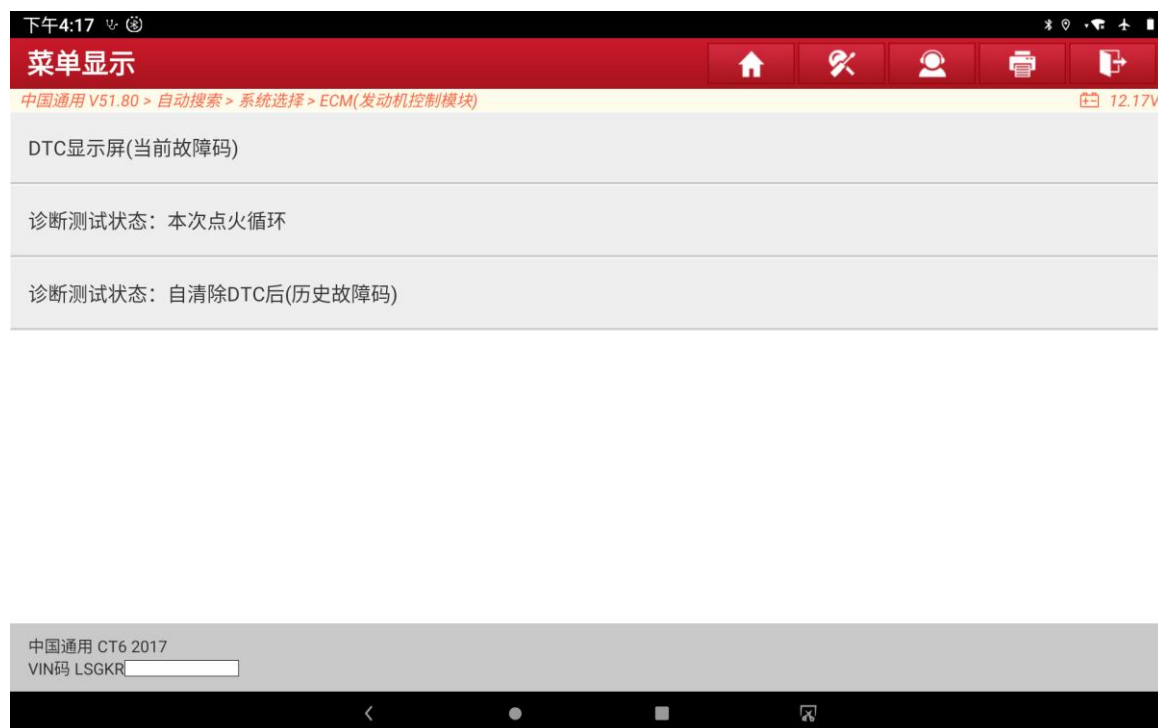 下午4:17
菜单显示
中国通用 V51.80 > 自动搜索 > 系统选择 > ECM(发动机控制模块)
12.17V
DTC显示屏(当前故障码)
诊断测试状态：本次点火循环
诊断测试状态：自清除DTC后(历史故障码)
中国通用 CT6 2017
VIN码 LSGKR